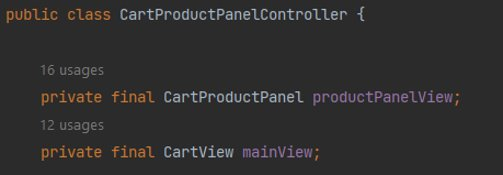 public class CartProductPanelController {
16 usages
private final CartProductPanel productPanelView;
12 usages
private final CartView mainView;